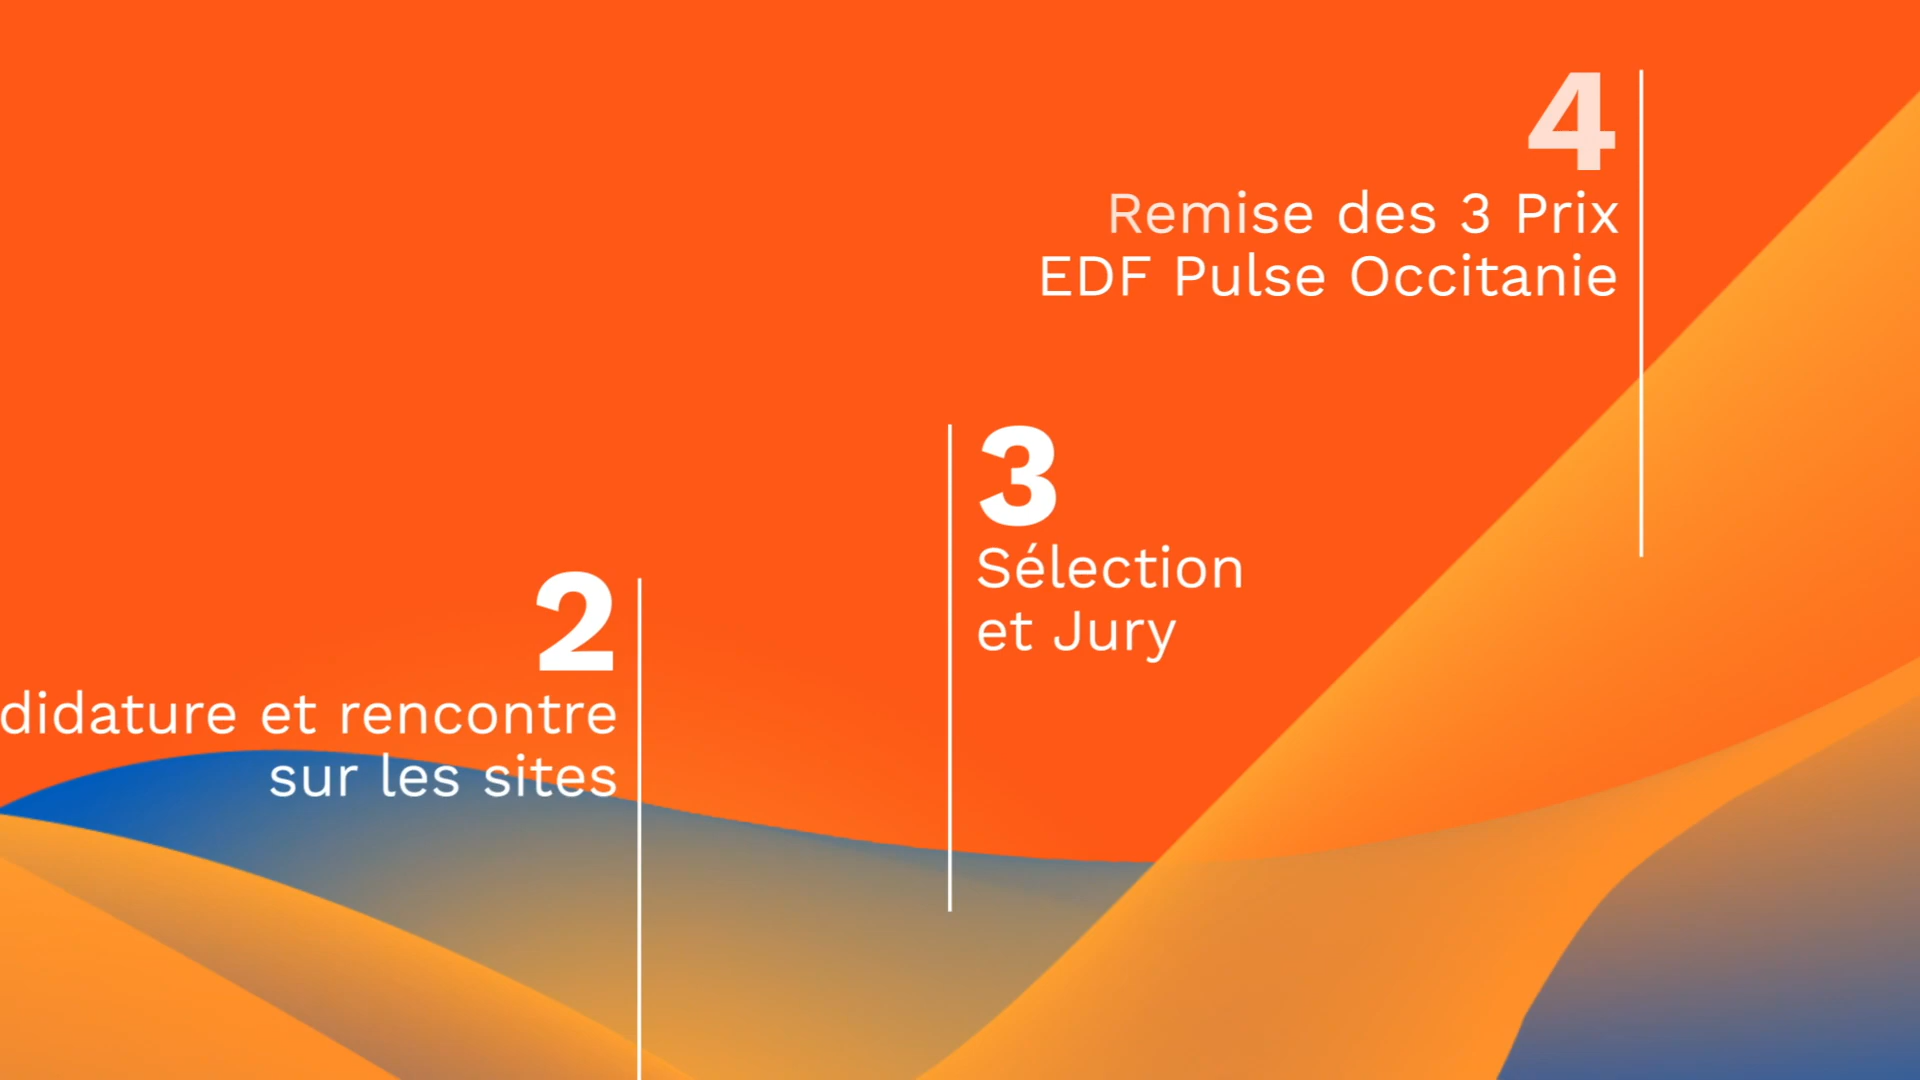 2
didature et rencontre
sur les sites
3
Sélection
et Jury
4
Remise des 3 Prix
EDF Pulse Occitanie